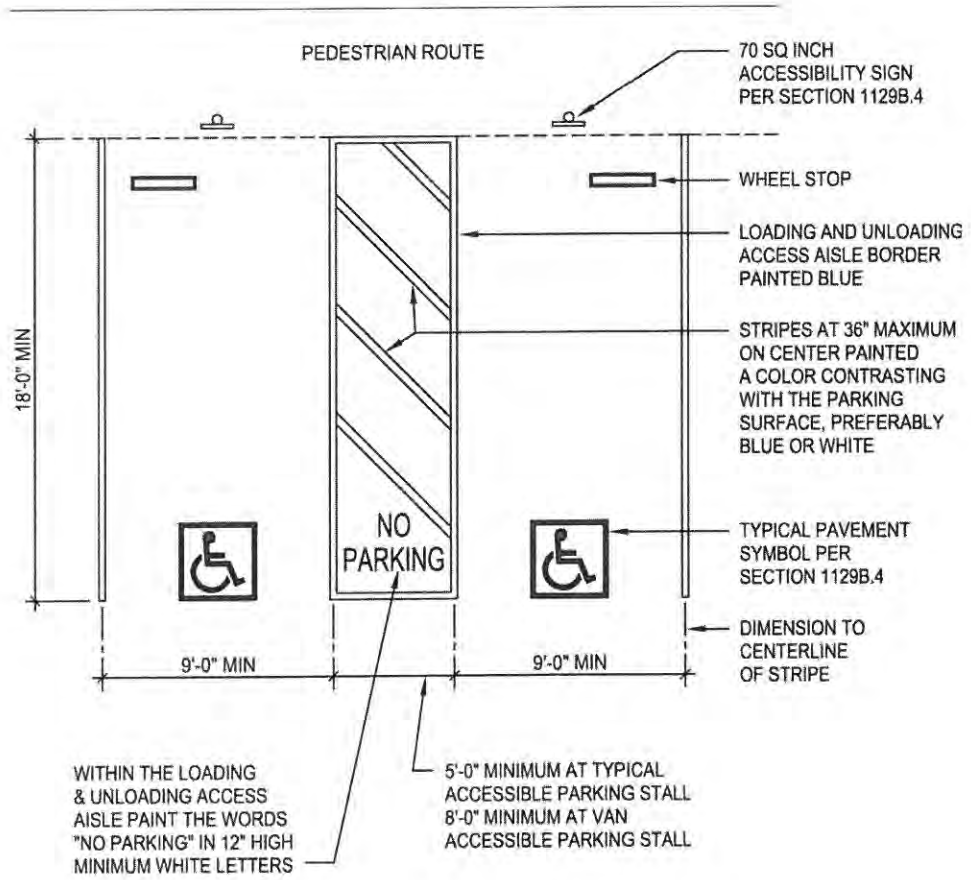 PEDESTRIAN ROUTE
70 SQ INCH
ACCESSIBILITY SIGN
PER SECTION 1129B.4
WHEEL STOP
LOADING AND UNLOADING
ACCESS AISLE BORDER
PAINTED BLUE
STRIPES AT 36" MAXIMUM
ON CENTER PAINTED
A COLOR CONTRASTING
WITH THE PARKING
SURFACE, PREFERABLY
BLUE OR WHITE
18'-0" MIN
NO
PARKING
TYPICAL PAVEMENT
SYMBOL PER
SECTION 1129B.4
DIMENSION TO
CENTERLINE
OF STRIPE
9'-0" MIN
9'-0" MIN
WITHIN THE LOADING
& UNLOADING ACCESS
AISLE PAINT THE WORDS
"NO PARKING" IN 12" HIGH
MINIMUM WHITE LETTERS
5'-0" MINIMUM AT TYPICAL
ACCESSIBLE PARKING STALL
8'-0" MINIMUM AT VAN
ACCESSIBLE PARKING STALL